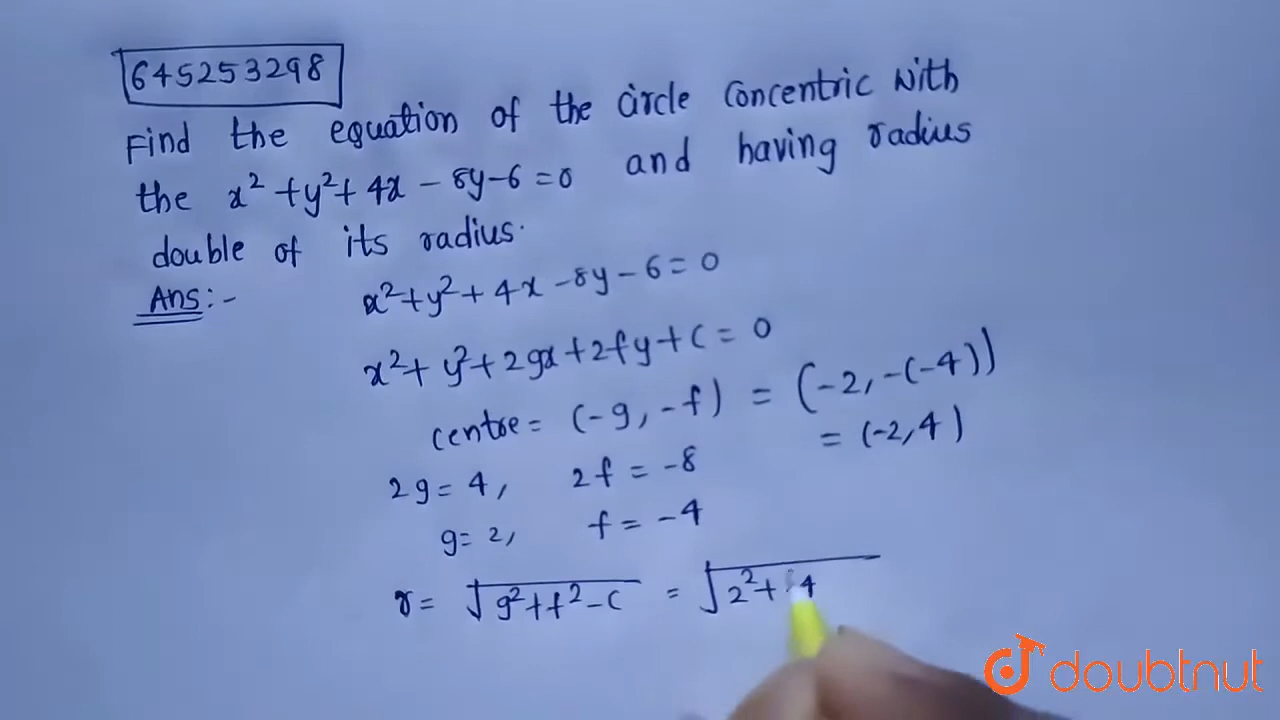 645253298
Find the equation of the circle concentric with
the x² + y² + 4x - 8y - 6 = 0 and having radius
double of its radius.
Ans:- x² + y² + 4x - 8y - 6 = 0
x² + y² + 2gx + 2fy + c = 0
centre = (-g, -f) = (-2, -(-4))
= (-2, 4)
2g = 4, 2f = -8
g = 2, f = -4
r = √g² + f² - c = √2² + 4
doubtnut